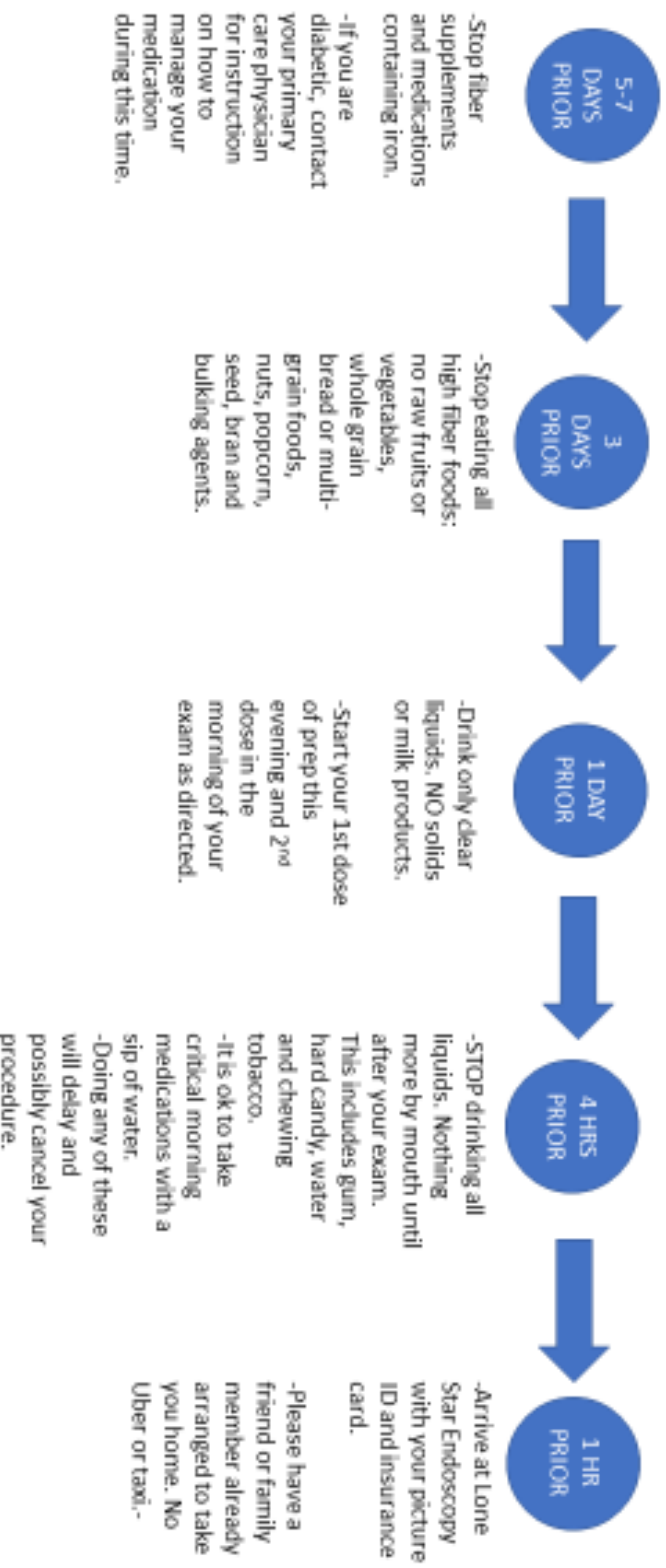 5-7
DAYS
PRIOR
-Stop fiber
supplements
and medications
containing iron.
-If you are
diabetic, contact
your primary
care physician
for instruction
on how to
manage your
medication
during this time.
3
DAYS
PRIOR
-Stop eating all
high fiber foods:
no raw fruits or
vegetables,
whole grain
bread or multi-
grain foods,
nuts, popcorn,
seed, bran and
bulking agents.
1 DAY
PRIOR
-Drink only clear
liquids. NO solids
or milk products.
-Start your 1st dose
of prep this
evening and 2nd
dose in the
morning of your
exam as directed.
4 HRS
PRIOR
-STOP drinking all
liquids. Nothing
more by mouth until
after your exam.
This includes gum,
hard candy, water
and chewing
tobacco.
-It is ok to take
critical morning
medications with a
sip of water.
-Doing any of these
will delay and
possibly cancel your
procedure.
1 HR
PRIOR
-Arrive at Lone
Star Endoscopy
with your picture
ID and insurance
card.
-Please have a
friend or family
member already
arranged to take
you home. No
Uber or taxi.-